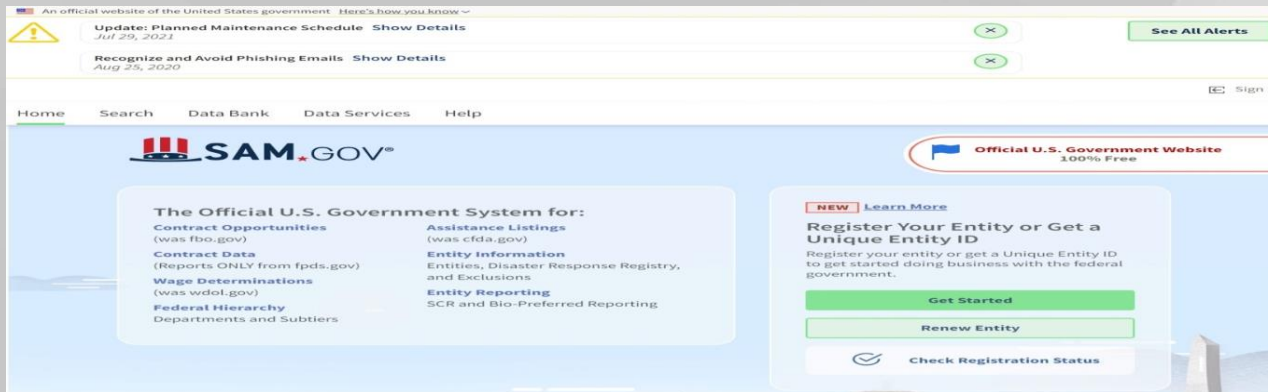 An official website of the United States government Here's how you know
Update: Planned Maintenance Schedule Show Details
Jul 29, 2021
See All Alerts
Recognize and Avoid Phishing Emails Show Details
Aug 25, 2020
Sign
Home Search Data Bank Data Services Help
SAM.GOV®
Official U.S. Government Website
100% Free
The Official U.S. Government System for:
Contract Opportunities
(was fbo.gov)
Contract Data
(Reports ONLY from fpds.gov)
Wage Determinations
(was wdol.gov)
Federal Hierarchy
Departments and Subtiers
Assistance Listings
(was cfda.gov)
Entity Information
Entities, Disaster Response Registry,
and Exclusions
Entity Reporting
SCR and Bio-Preferred Reporting
NEW Learn More
Register Your Entity or Get a
Unique Entity ID
Register your entity or get a Unique Entity ID
to get started doing business with the federal
government.
Get Started
Renew Entity
Check Registration Status